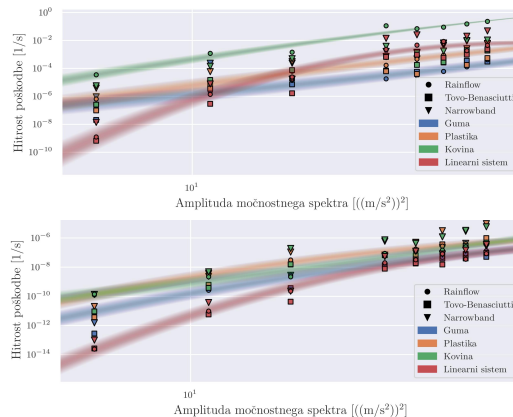 10⁰
10⁻²
10⁻⁴
10⁻⁶
10⁻⁸
10⁻¹⁰
Hitrost poškodbe [1/s]
Rainflow
Tovo-Benasciutti
Narrowband
Guma
Plastika
Kovina
Linearni sistem
10¹
Amplituda močnostnega spektra [((m/s²))²]
10⁻⁶
10⁻⁸
10⁻¹⁰
10⁻¹²
10⁻¹⁴
Hitrost poškodbe [1/s]
Rainflow
Tovo-Benasciutti
Narrowband
Guma
Plastika
Kovina
Linearni sistem
10¹
Amplituda močnostnega spektra [((m/s²))²]